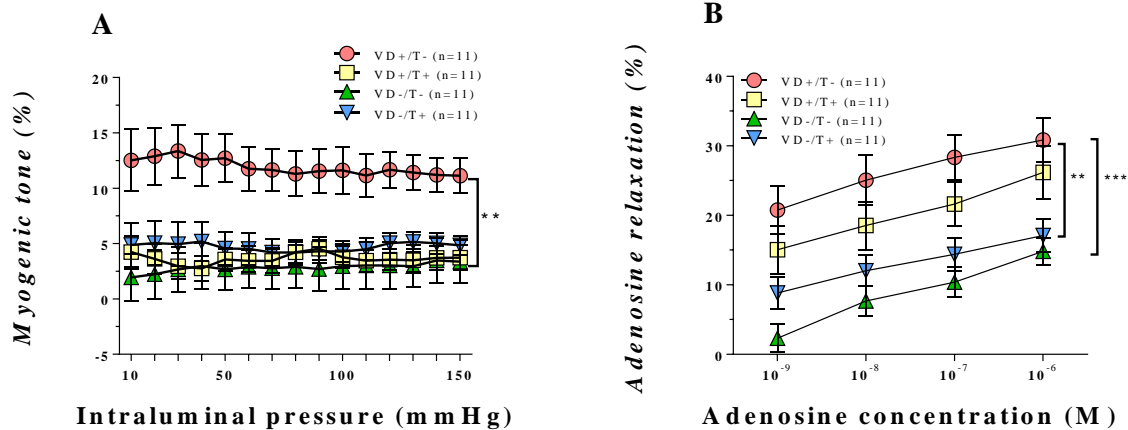 A
Myogenic tone (%)
VD+/T- (n=11)
VD+/T+ (n=11)
VD-/T- (n=11)
VD-/T+ (n=11)
20
15
10
5
0
-5
**
10
50
100
150
Intraluminal pressure (mmHg)
B
Adenosine relaxation (%)
VD+/T- (n=11)
VD+/T+ (n=11)
VD-/T- (n=11)
VD-/T+ (n=11)
40
30
20
10
0
**
***
10⁻⁹
10⁻⁸
10⁻⁷
10⁻⁶
Adenosine concentration (M)